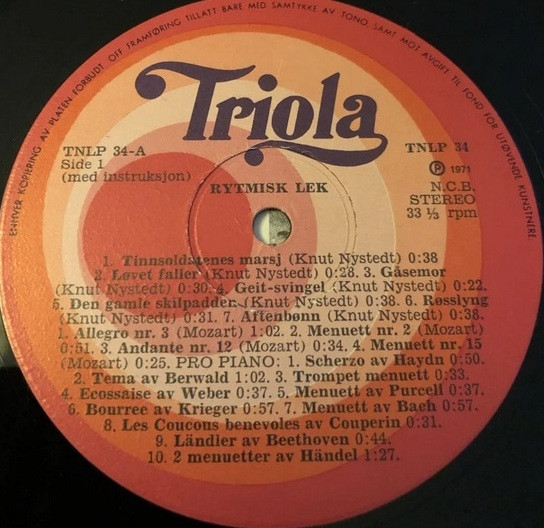 ENHVER KOPIERING AV PLATEN FORBUDT. OFF. FRAMFØRING TILLATT BARE MED SAMTYKKE AV TONO SAMT MOT AVGIFT TIL FOND FOR UTØVENDE KUNSTNERE.
Triola
TNLP 34-A
Side 1
(med instruksjon)
TNLP 34
Ⓟ 1971
N.C.B.
STEREO
33 ⅓ rpm
RYTMISK LEK
1. Tinnsoldatenes marsj (Knut Nystedt) 0:38
2. Løvet faller (Knut Nystedt) 0:28. 3. Gåsemor
(Knut Nystedt) 0:30. 4. Geit-svingel (Knut Nystedt) 0:22.
5. Den gamle skilpadden (Knut Nystedt) 0:38. 6. Røsslyng
(Knut Nystedt) 0:31. 7. Aftenbønn (Knut Nystedt) 0:38.
1. Allegro nr. 3 (Mozart) 1:02. 2. Menuett nr. 2 (Mozart)
0:51. 3. Andante nr. 12 (Mozart) 0:34. 4. Menuett nr. 15
(Mozart) 0:25. PRO PIANO: 1. Scherzo av Haydn 0:50.
2. Tema av Berwald 1:02. 3. Trompet menuett 0:33.
4. Ecossaise av Weber 0:37. 5. Menuett av Purcell 0:37.
6. Bourree av Krieger 0:57. 7. Menuett av Bach 0:57.
8. Les Coucous benevoles av Couperin 0:31.
9. Ländler av Beethoven 0:44.
10. 2 menuetter av Händel 1:27.